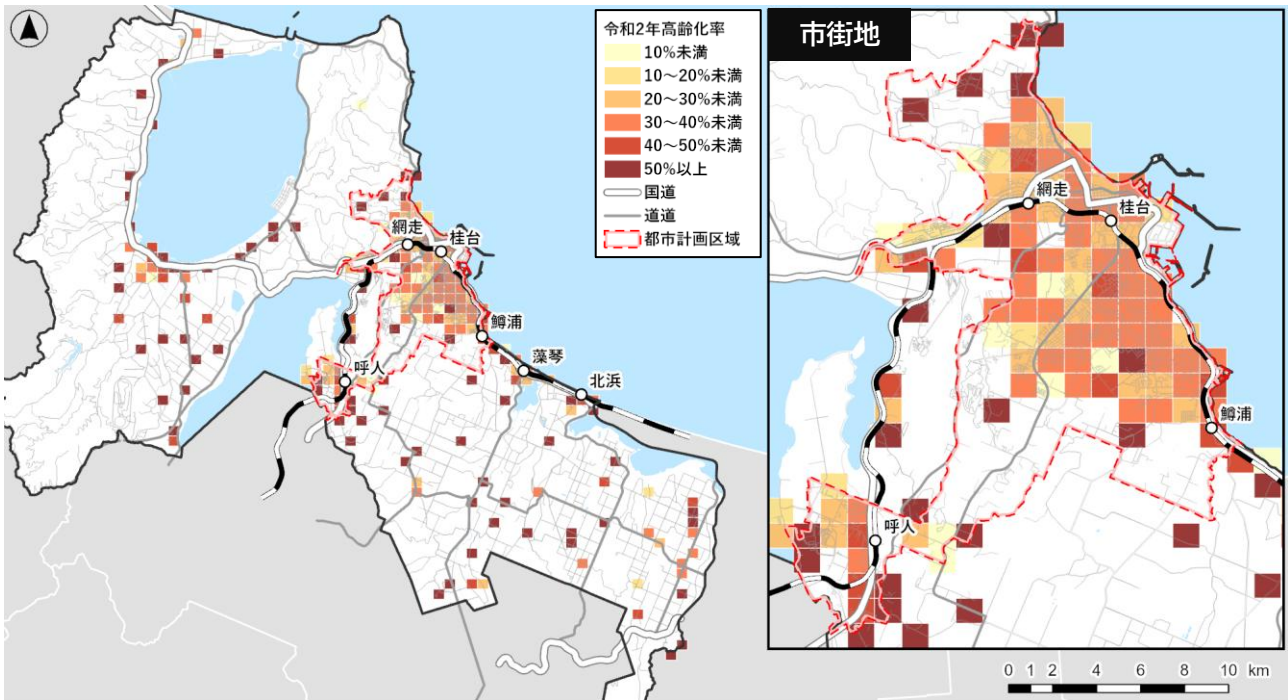 令和2年高齢化率
10%未満
10～20%未満
20～30%未満
30～40%未満
40～50%未満
50%以上
国道
道道
都市計画区域
網走
桂台
鱒浦
藻琴
北浜
呼人
市街地
網走
桂台
鱒浦
呼人
0 1 2 4 6 8 10 km